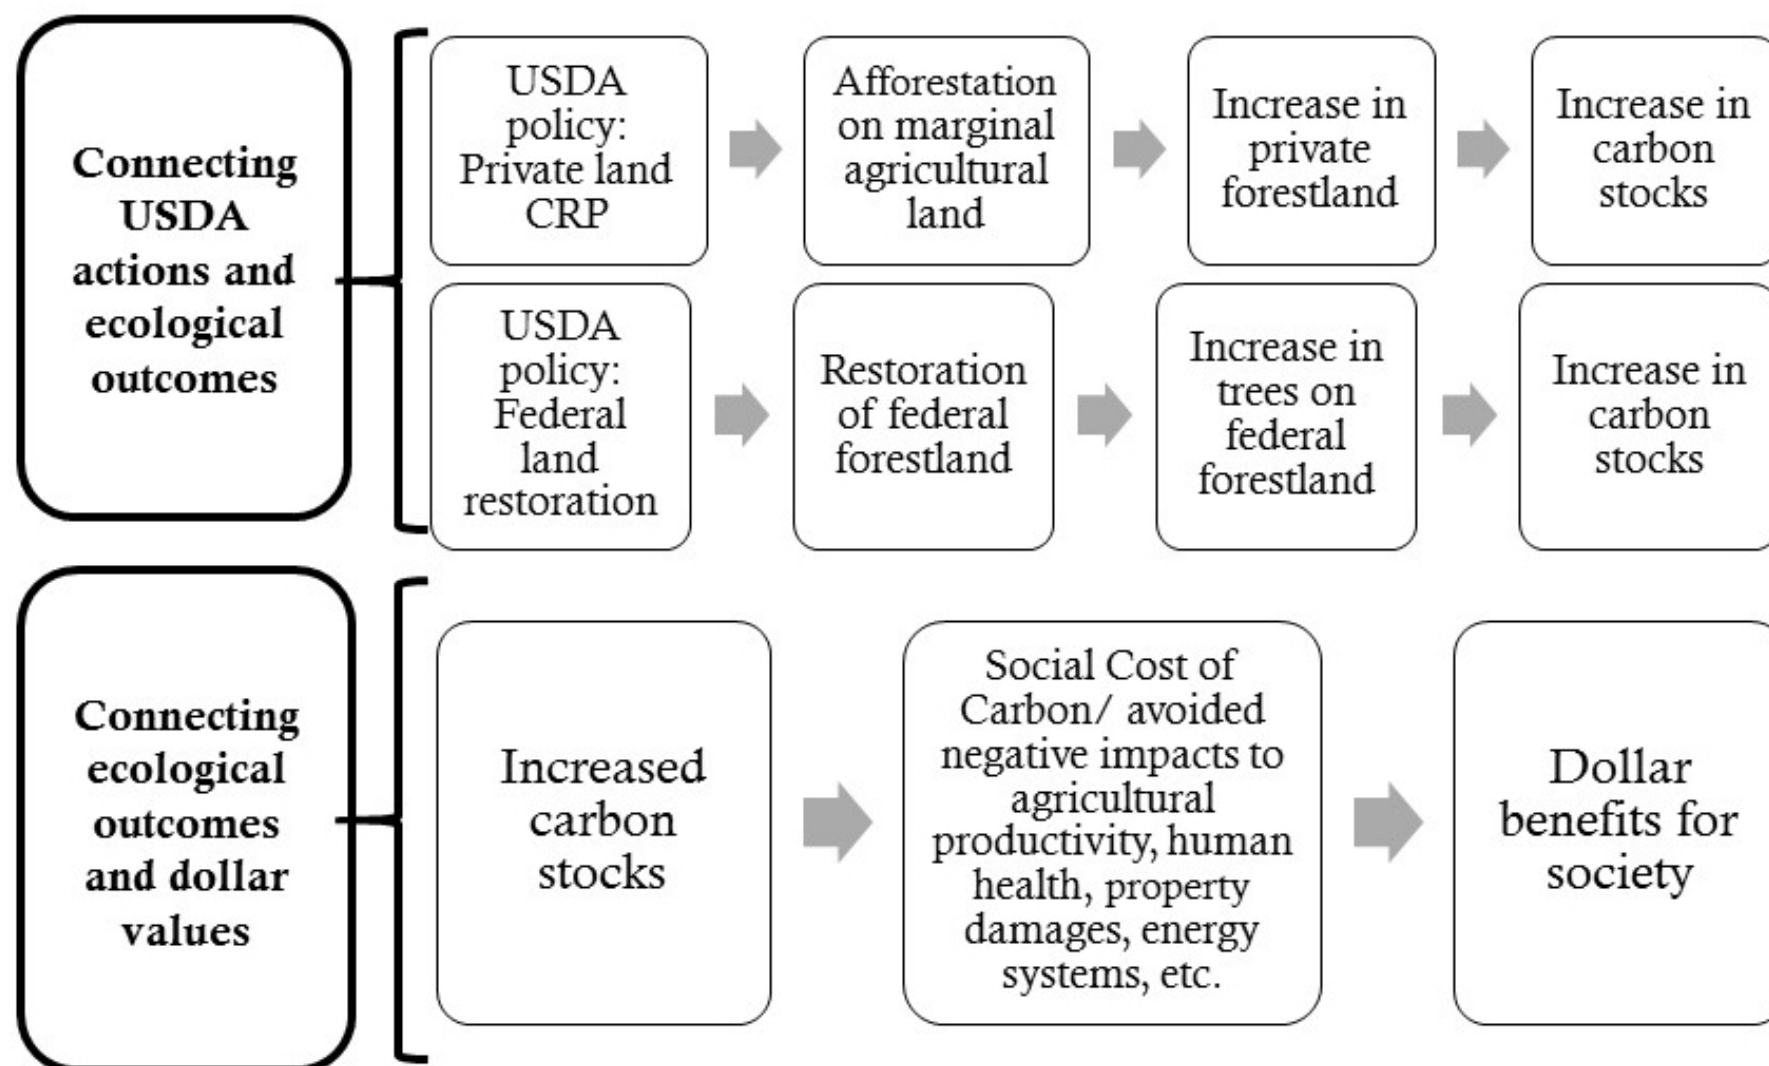 Connecting
USDA
actions and
ecological
outcomes
USDA
policy:
Private land
CRP
Afforestation
on marginal
agricultural
land
Increase in
private
forestland
Increase in
carbon
stocks
USDA
policy:
Federal
land
restoration
Restoration
of federal
forestland
Increase in
trees on
federal
forestland
Increase in
carbon
stocks
Connecting
ecological
outcomes
and dollar
values
Increased
carbon
stocks
Social Cost of
Carbon/ avoided
negative impacts to
agricultural
productivity, human
health, property
damages, energy
systems, etc.
Dollar
benefits for
society